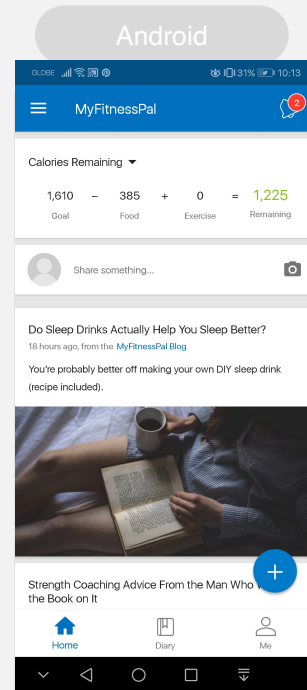 Android
GLOBE 31% 10:13
MyFitnessPal
2
Calories Remaining
1,610 – 385 + 0 = 1,225
Goal Food Exercise Remaining
Share something...
Do Sleep Drinks Actually Help You Sleep Better?
18 hours ago, from the MyFitnessPal Blog
You're probably better off making your own DIY sleep drink
(recipe included).
Strength Coaching Advice From the Man Who
the Book on It
+
Home Diary Me